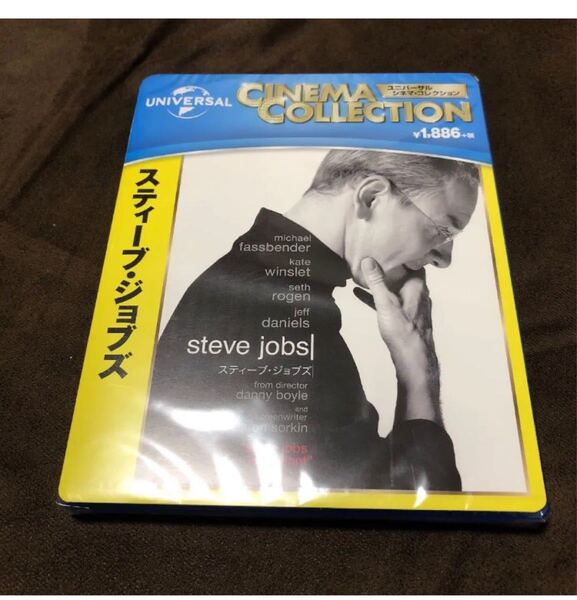 UNIVERSAL
CINEMA
COLLECTION
ユニバーサル
シネマ・コレクション
¥1,886+税
スティーブ・ジョブズ
michael
fassbender
kate
winslet
seth
rogen
jeff
daniels
steve jobs
スティーブ・ジョブズ
from director
danny boyle
and
sorkin